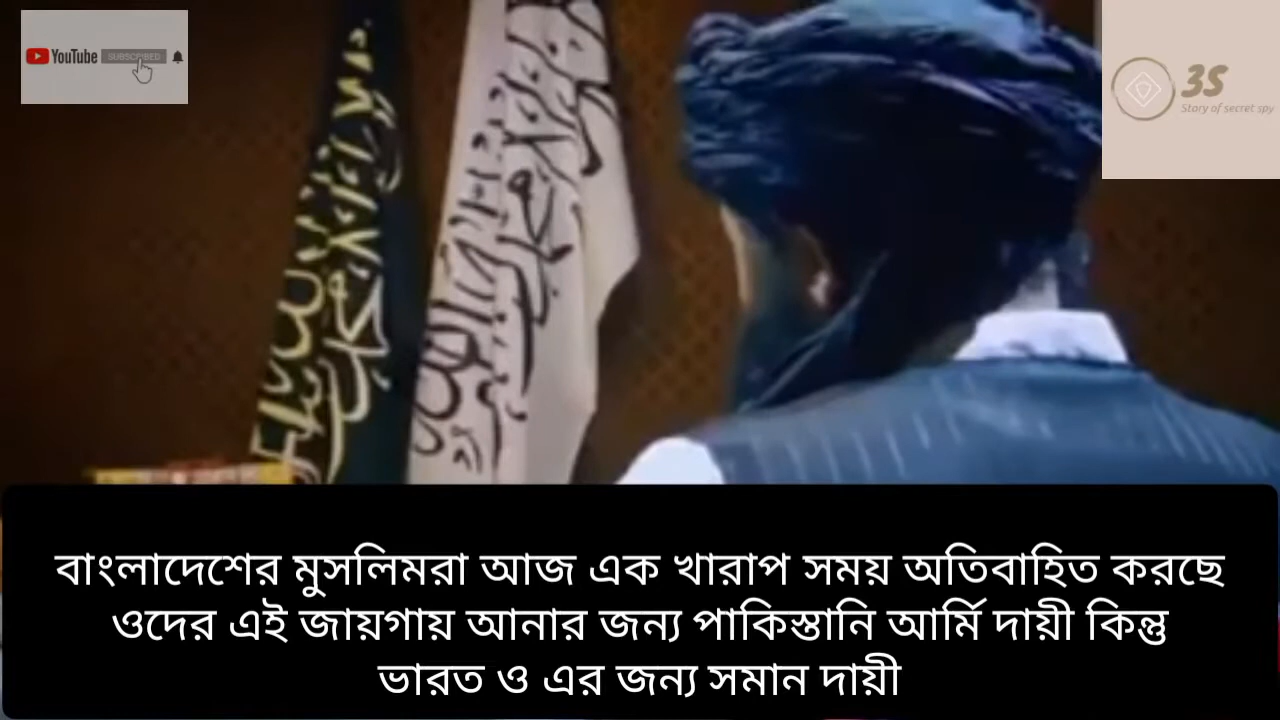 YouTube
SUBSCRIBED
3S
Story of secret spy
বাংলাদেশের মুসলিমরা আজ এক খারাপ সময় অতিবাহিত করছে
ওদের এই জায়গায় আনার জন্য পাকিস্তানি আর্মি দায়ী কিন্তু
ভারত ও এর জন্য সমান দায়ী